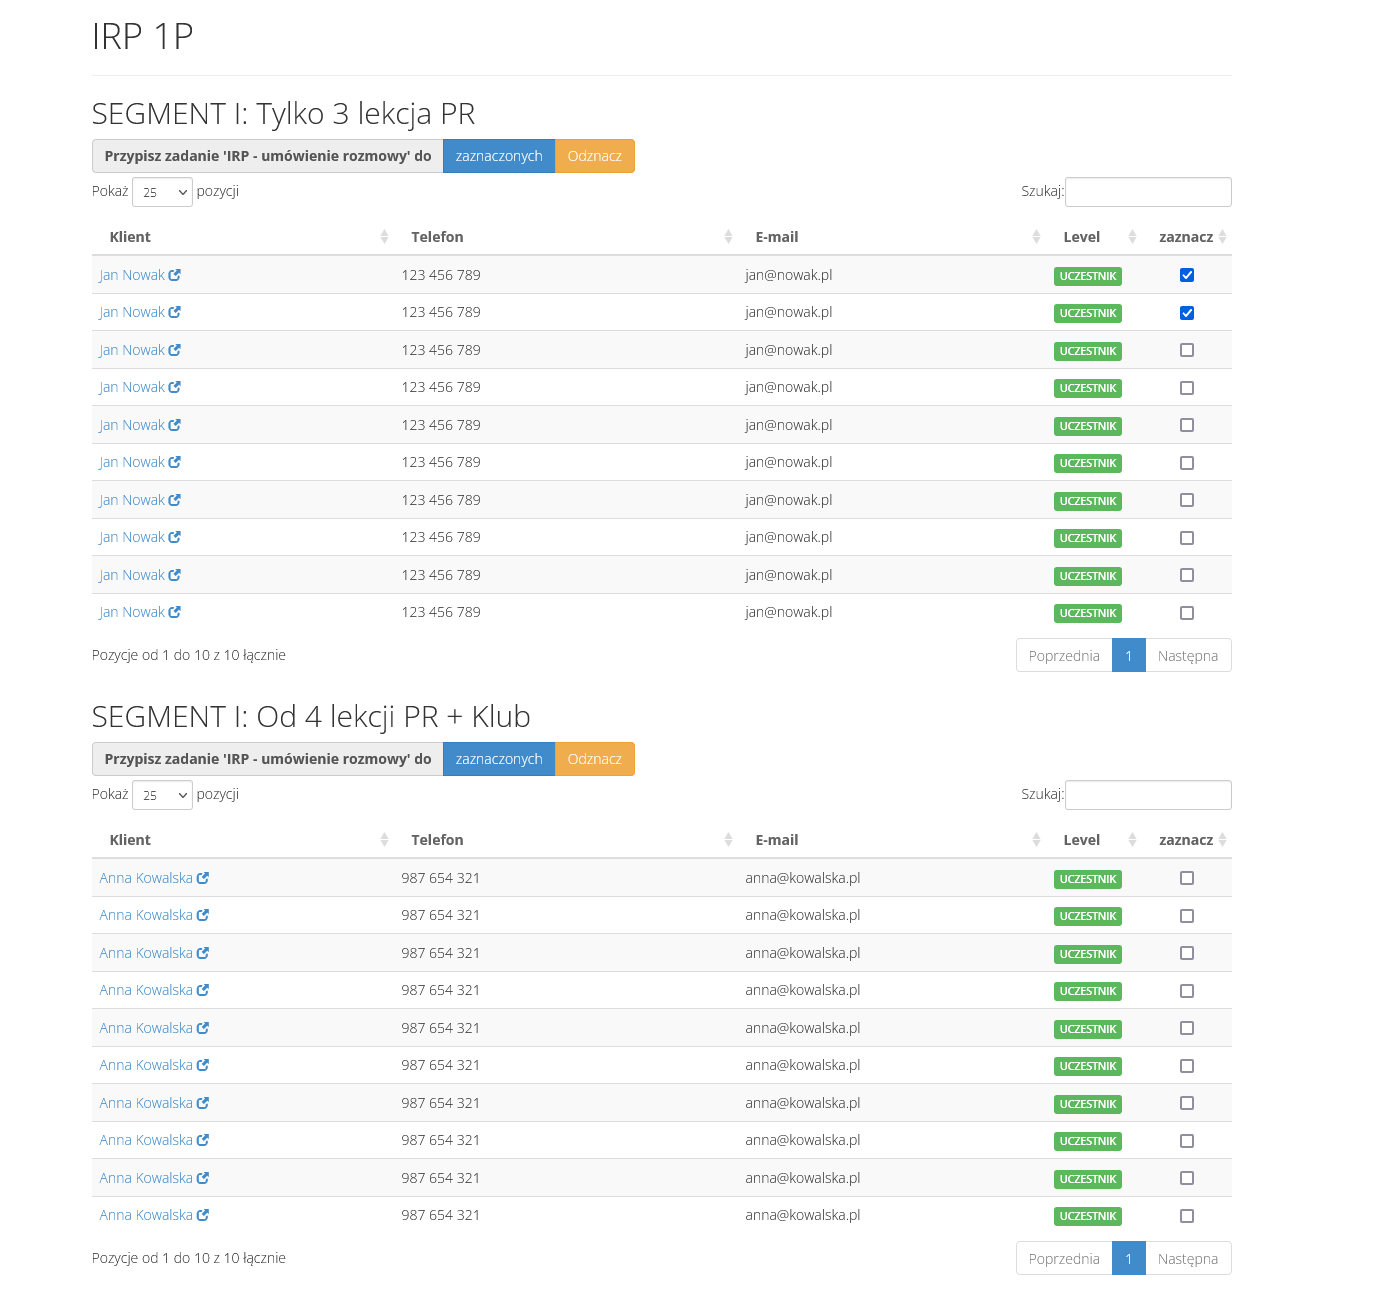 IRP 1P
SEGMENT I: Tylko 3 lekcja PR
Przypisz zadanie 'IRP - umówienie rozmowy' do zaznaczonych Odznacz
Pokaż 25 pozycji Szukaj:
Klient Telefon E-mail Level zaznacz
Jan Nowak 123 456 789 jan@nowak.pl UCZESTNIK
Jan Nowak 123 456 789 jan@nowak.pl UCZESTNIK
Jan Nowak 123 456 789 jan@nowak.pl UCZESTNIK
Jan Nowak 123 456 789 jan@nowak.pl UCZESTNIK
Jan Nowak 123 456 789 jan@nowak.pl UCZESTNIK
Jan Nowak 123 456 789 jan@nowak.pl UCZESTNIK
Jan Nowak 123 456 789 jan@nowak.pl UCZESTNIK
Jan Nowak 123 456 789 jan@nowak.pl UCZESTNIK
Jan Nowak 123 456 789 jan@nowak.pl UCZESTNIK
Jan Nowak 123 456 789 jan@nowak.pl UCZESTNIK
Pozycje od 1 do 10 z 10 łącznie Poprzednia 1 Następna
SEGMENT I: Od 4 lekcji PR + Klub
Przypisz zadanie 'IRP - umówienie rozmowy' do zaznaczonych Odznacz
Pokaż 25 pozycji Szukaj:
Klient Telefon E-mail Level zaznacz
Anna Kowalska 987 654 321 anna@kowalska.pl UCZESTNIK
Anna Kowalska 987 654 321 anna@kowalska.pl UCZESTNIK
Anna Kowalska 987 654 321 anna@kowalska.pl UCZESTNIK
Anna Kowalska 987 654 321 anna@kowalska.pl UCZESTNIK
Anna Kowalska 987 654 321 anna@kowalska.pl UCZESTNIK
Anna Kowalska 987 654 321 anna@kowalska.pl UCZESTNIK
Anna Kowalska 987 654 321 anna@kowalska.pl UCZESTNIK
Anna Kowalska 987 654 321 anna@kowalska.pl UCZESTNIK
Anna Kowalska 987 654 321 anna@kowalska.pl UCZESTNIK
Anna Kowalska 987 654 321 anna@kowalska.pl UCZESTNIK
Pozycje od 1 do 10 z 10 łącznie Poprzednia 1 Następna